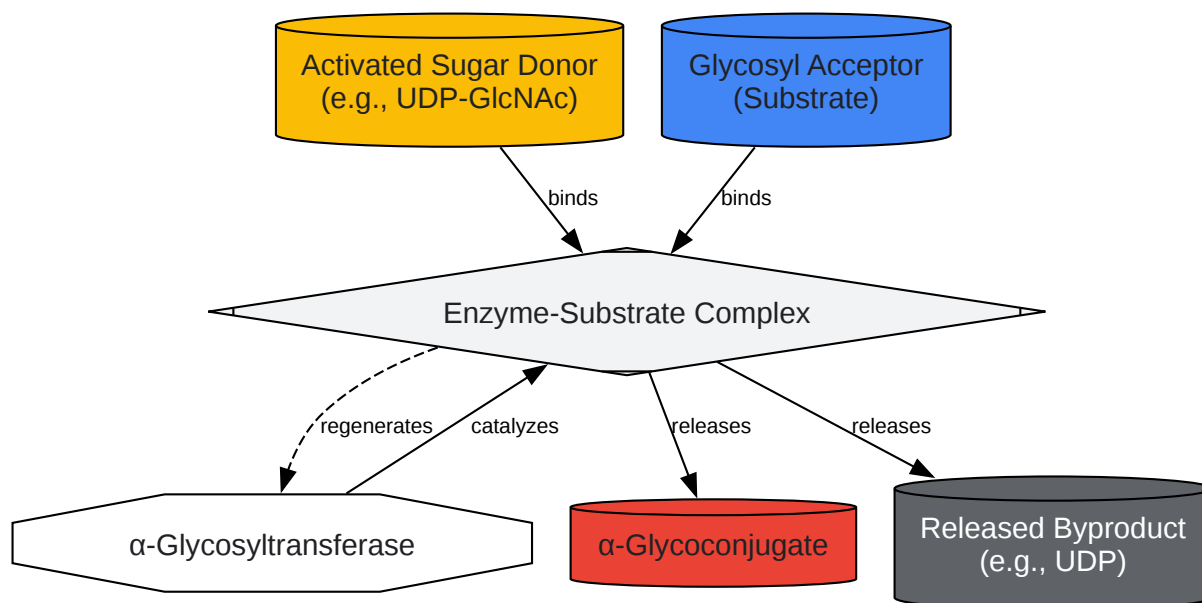 Activated Sugar Donor
(e.g., UDP-GlcNAc)
Glycosyl Acceptor
(Substrate)
binds
binds
Enzyme-Substrate Complex
regenerates
catalyzes
releases
releases
α-Glycosyltransferase
α-Glycoconjugate
Released Byproduct
(e.g., UDP)